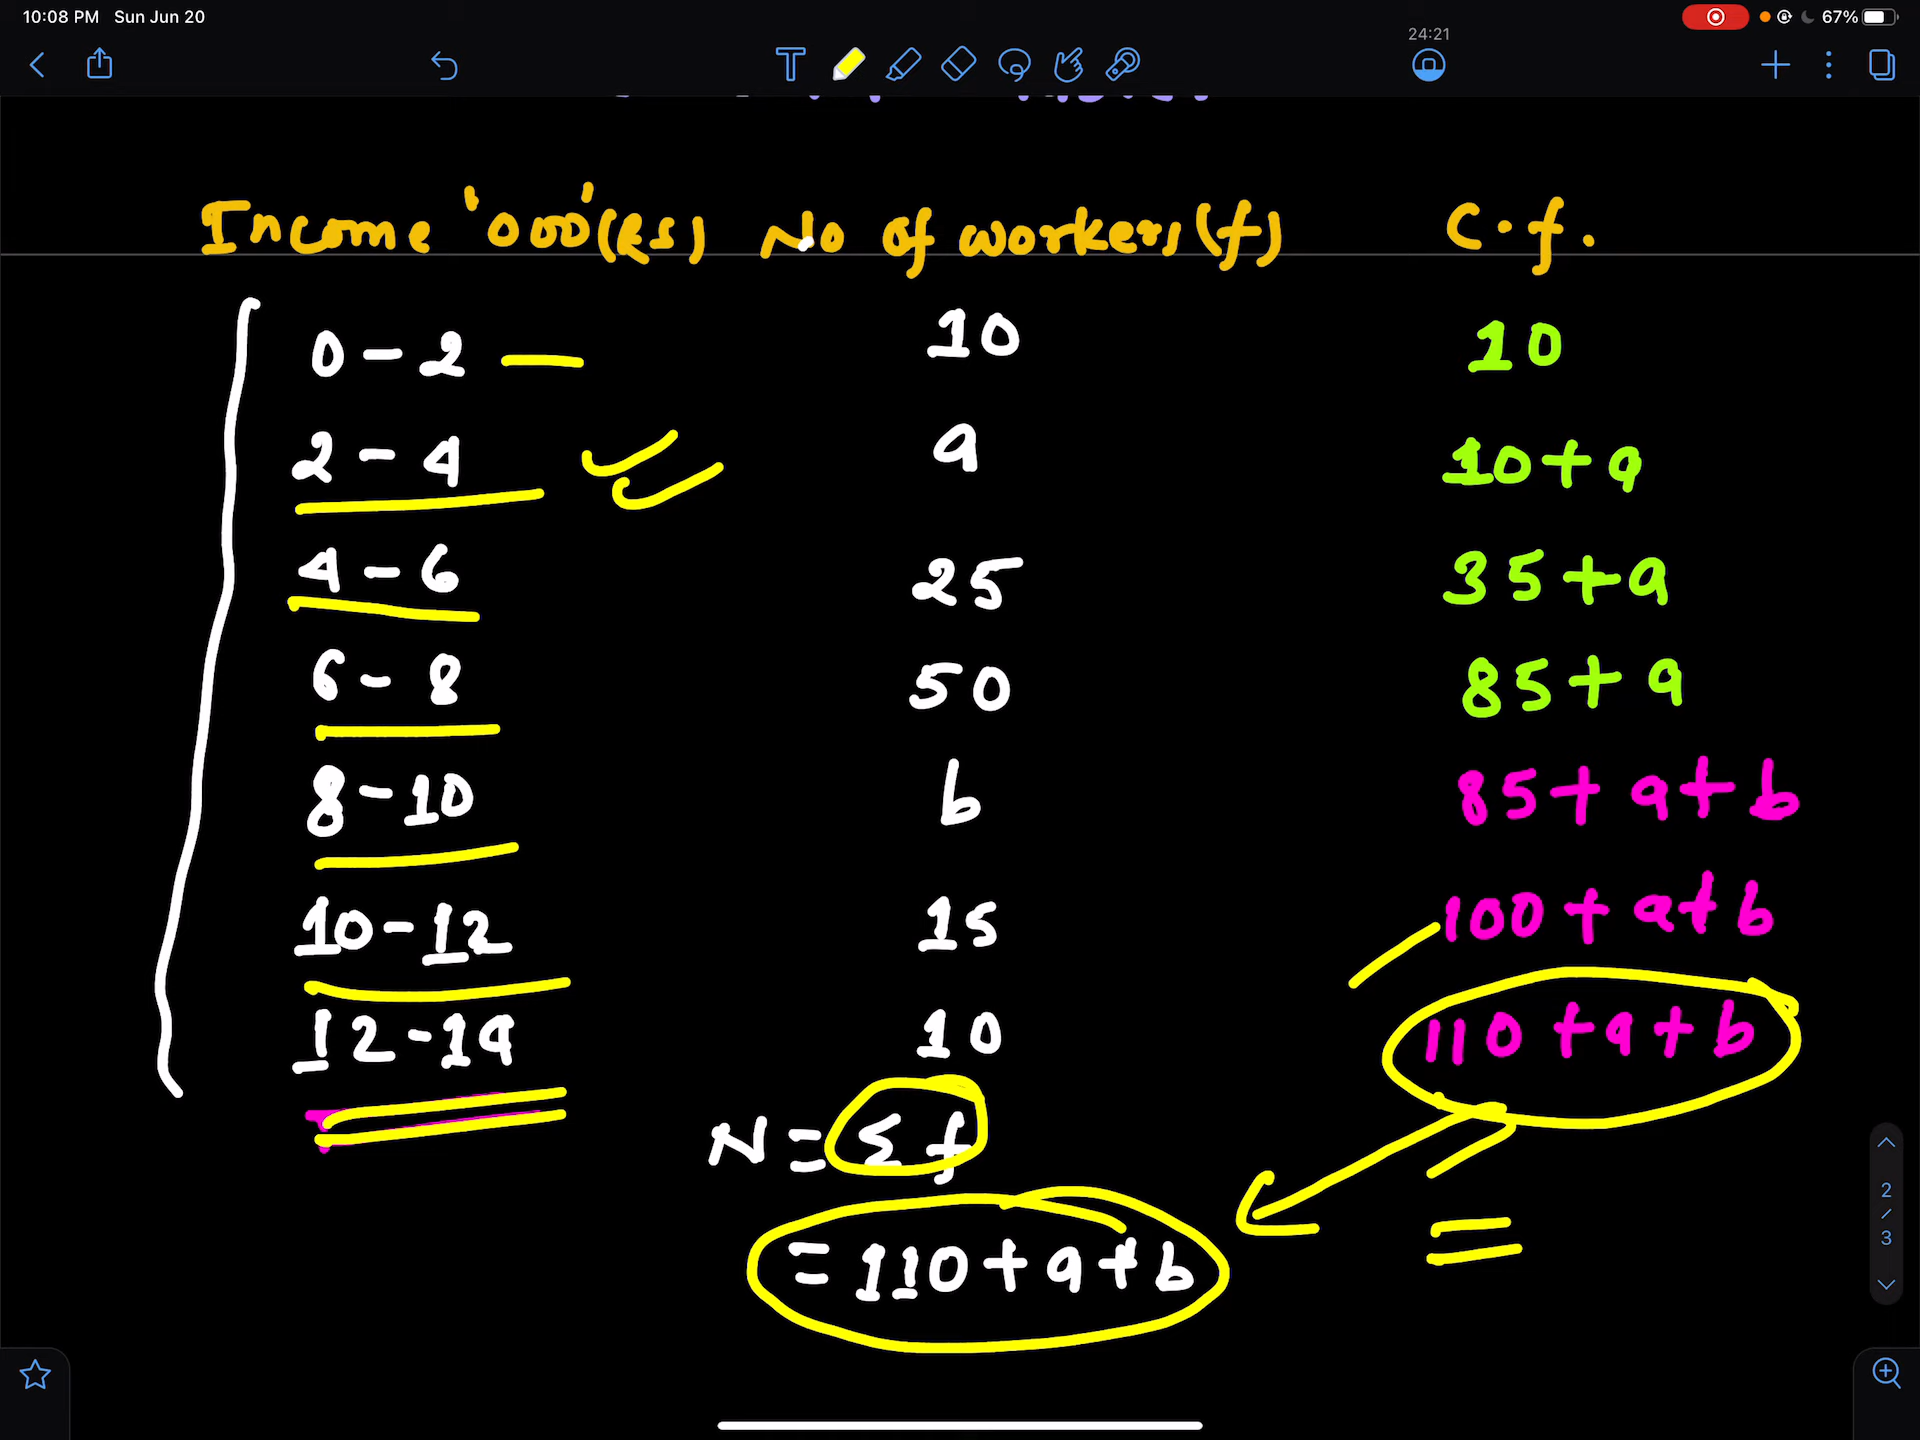 10:08 PM Sun Jun 20 67%
24:21
Income '000'(Rs) No of workers(f) C.f.
0-2 10 10
2-4 a 10+a
4-6 25 35+a
6-8 50 85+a
8-10 b 85+a+b
10-12 15 100+a+b
12-14 10 110+a+b
N = Σf
= 110+a+b
2
/
3